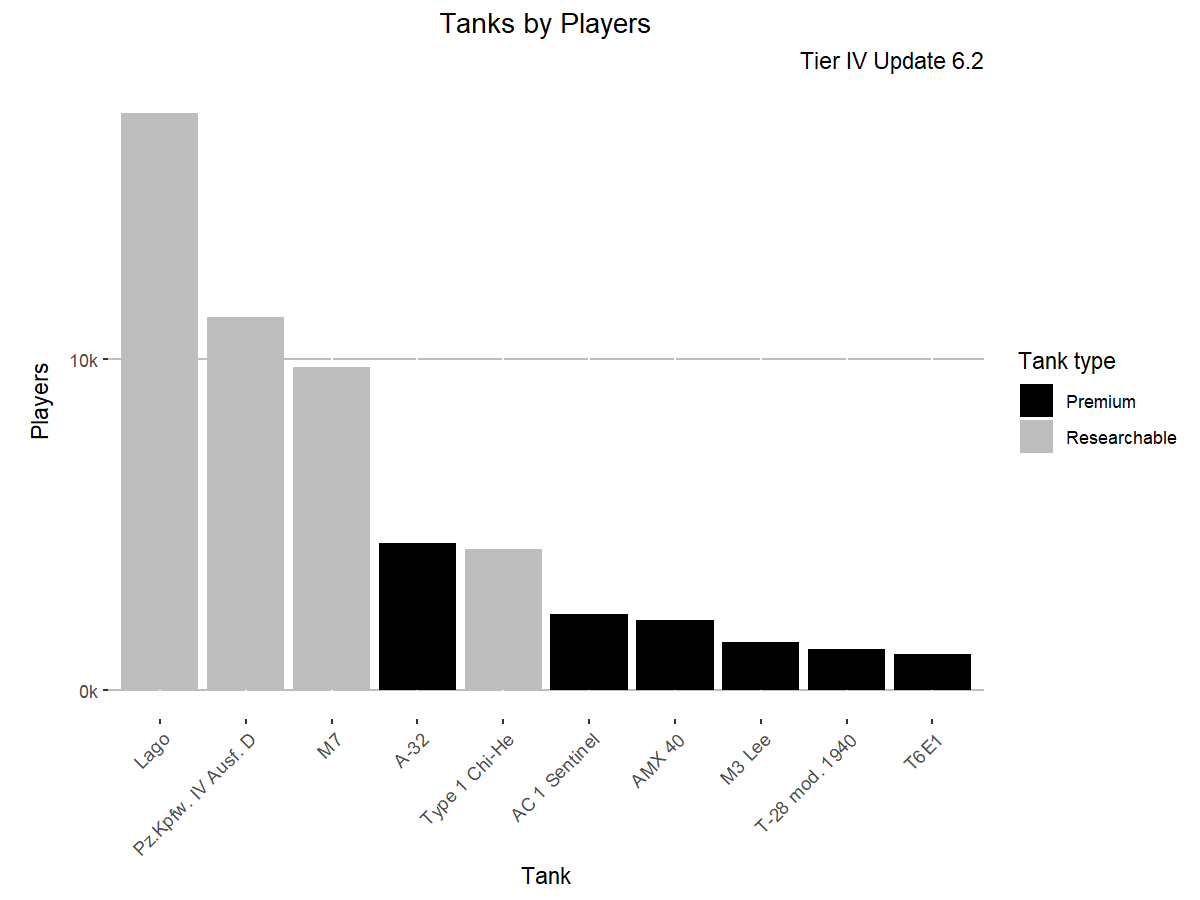 Tanks by Players
Tier IV Update 6.2
Players
10k
0k
Lago
Pz.Kpfw. IV Ausf. D
M7
A-32
Type 1 Chi-He
AC 1 Sentinel
AMX 40
M3 Lee
T-28 mod. 1940
T6E1
Tank
Tank type
Premium
Researchable